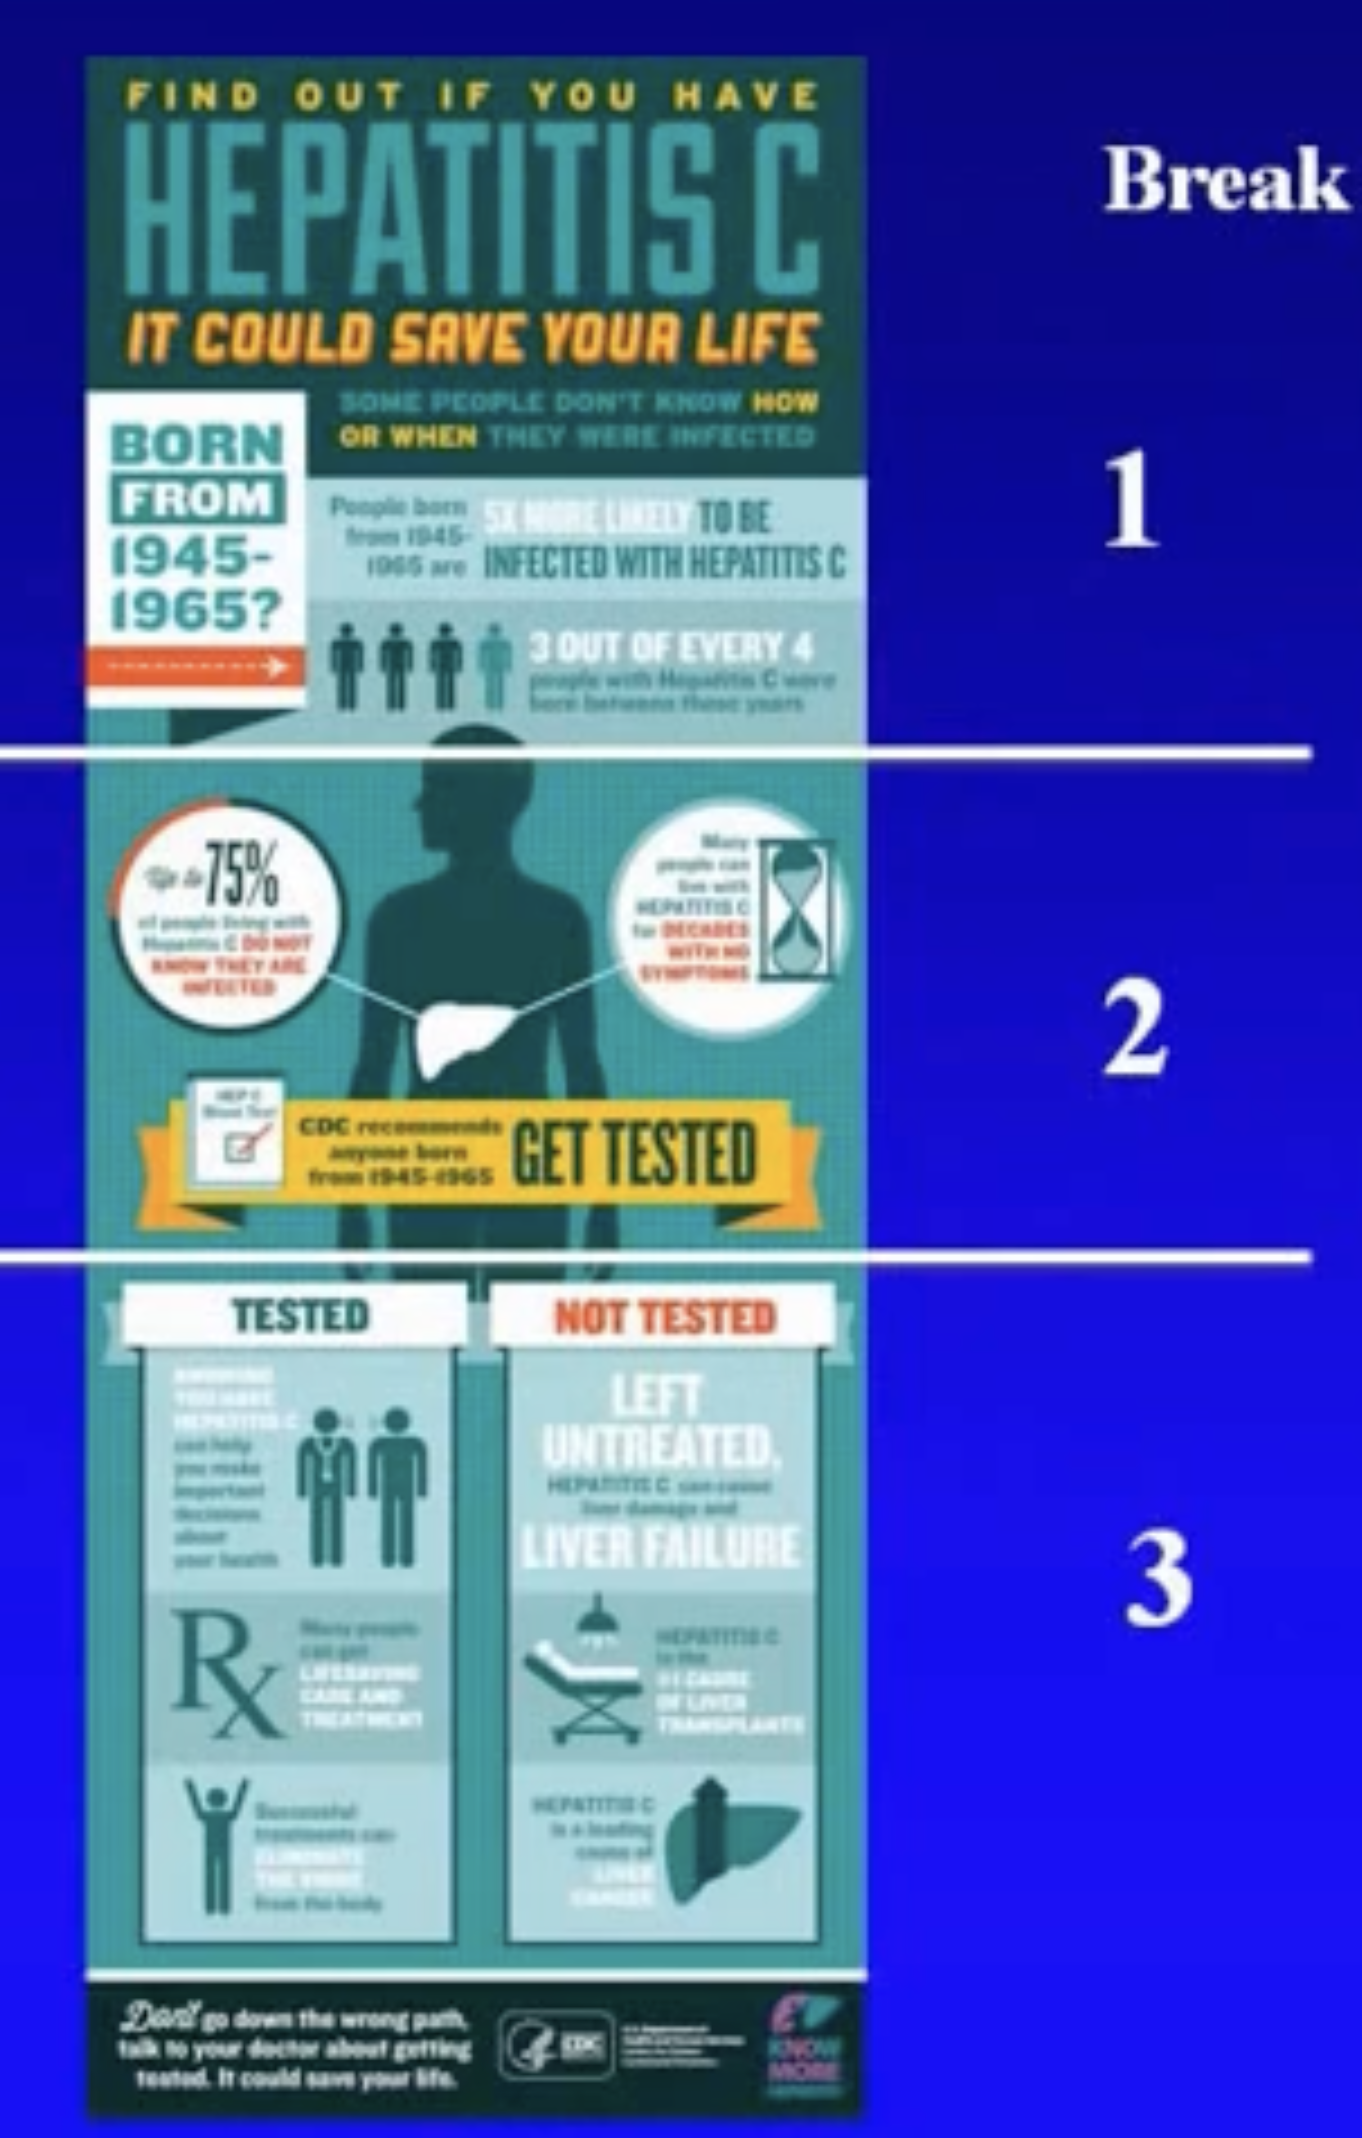 FIND OUT IF YOU HAVE
HEPATITIS C
IT COULD SAVE YOUR LIFE
SOME PEOPLE DON'T KNOW HOW
OR WHEN THEY WERE INFECTED
BORN
FROM
1945-
1965?
People born
from 1945-
1965 are
5X MORE LIKELY TO BE
INFECTED WITH HEPATITIS C
3 OUT OF EVERY 4
people with Hepatitis C were
born between these years
Break
1
Up to 75%
of people living with
Hepatitis C DO NOT
KNOW THEY ARE
INFECTED
Many
people can
live with
HEPATITIS C
for DECADES
WITH NO
SYMPTOMS
HEP C
Blood Test
CDC recommends
anyone born
from 1945-1965
GET TESTED
2
TESTED
KNOWING
YOU HAVE
HEPATITIS C
can help
you make
important
decisions
about
your health
Many people
can get
LIFESAVING
CARE AND
TREATMENT
Successful
treatments can
ELIMINATE
THE VIRUS
from the body
NOT TESTED
LEFT
UNTREATED,
HEPATITIS C can cause
liver damage and
LIVER FAILURE
HEPATITIS C
is the
#1 CAUSE
OF LIVER
TRANSPLANTS
HEPATITIS C
is a leading
cause of
LIVER
CANCER
3
Don't go down the wrong path,
talk to your doctor about getting
tested. It could save your life.
CDC
KNOW
MORE